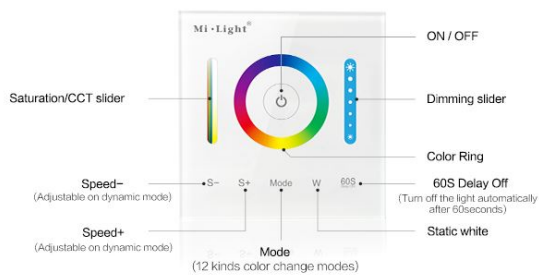 Mi·Light®
ON / OFF
Saturation/CCT slider
Dimming slider
Color Ring
S−
S+
Mode
W
60S
Speed−
(Adjustable on dynamic mode)
60S Delay Off
(Turn off the light automatically
after 60seconds)
Speed+
(Adjustable on dynamic mode)
Static white
Mode
(12 kinds color change modes)